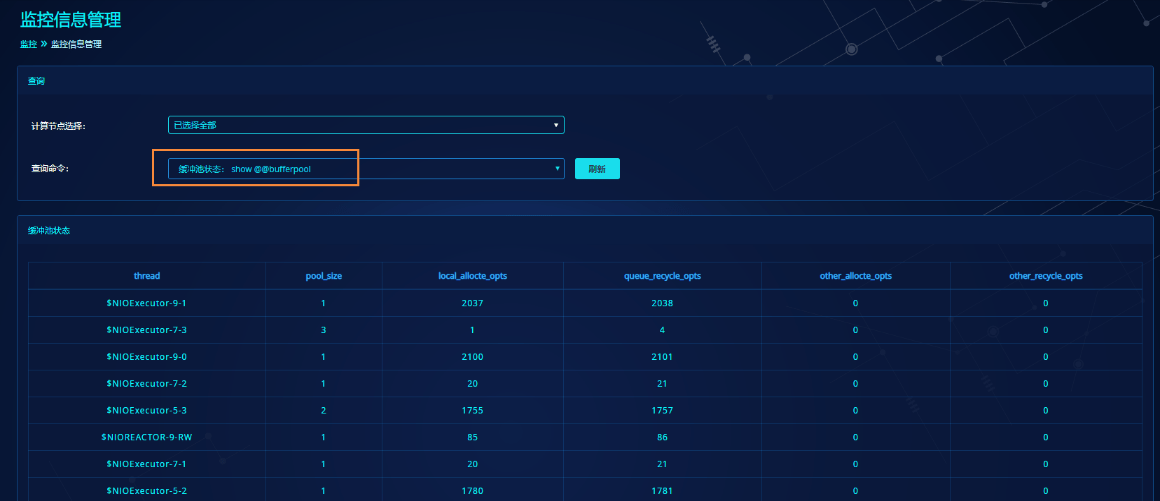 监控信息管理
监控 » 监控信息管理
查询
计算节点选择： 已选择全部
查询命令： 缓冲池状态： show @@bufferpool 刷新
缓冲池状态
thread pool_size local_allocte_opts queue_recycle_opts other_allocte_opts other_recycle_opts
$NIOExecutor-9-1 1 2037 2038 0 0
$NIOExecutor-7-3 3 1 4 0 0
$NIOExecutor-9-0 1 2100 2101 0 0
$NIOExecutor-7-2 1 20 21 0 0
$NIOExecutor-5-3 2 1755 1757 0 0
$NIOREACTOR-9-RW 1 85 86 0 0
$NIOExecutor-7-1 1 20 21 0 0
$NIOExecutor-5-2 1 1780 1781 0 0